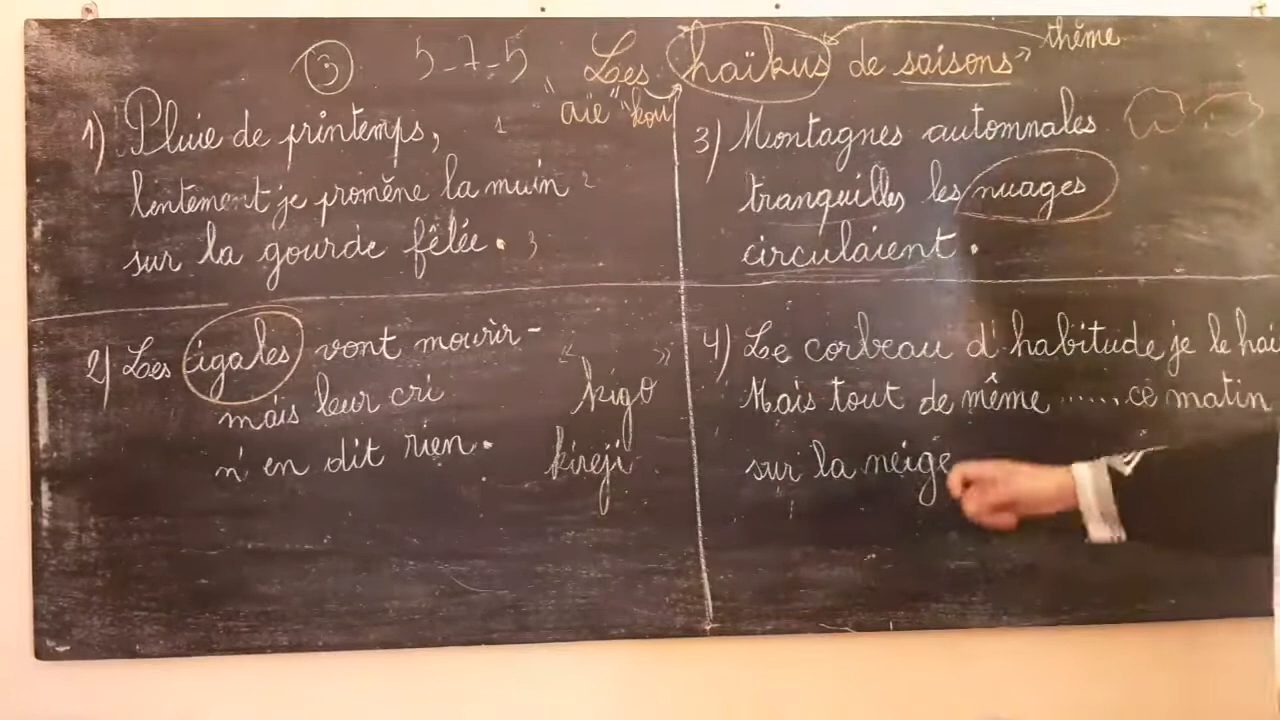 ③ 5-7-5 "Les haïkus de saisons" thème
"aïe" "kou"
1) Pluie de printemps, 1
lentement je promène la main 2
sur la gourde fêlée. 3
2) Les cigales vont mourir -
mais leur cri
n'en dit rien.
"kigo"
kireji
3) Montagnes automnales
tranquilles les nuages
circulaient.
4) Le corbeau d'habitude je le hai
Mais tout de même ...... ce matin
sur la neige